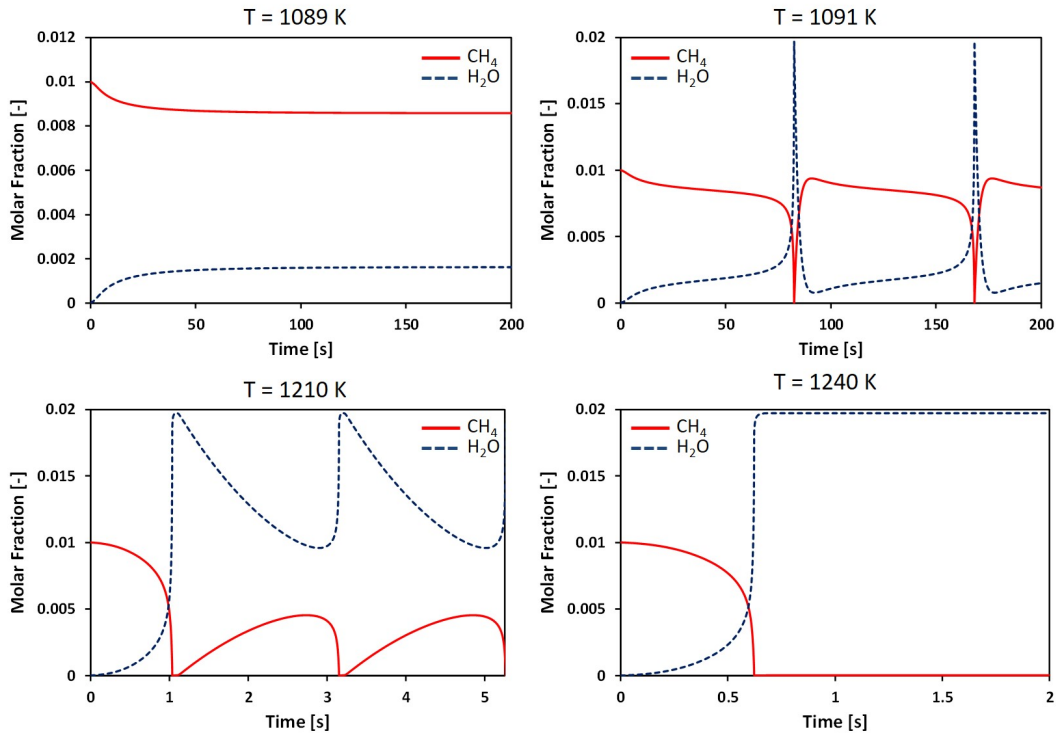 T = 1089 K
Molar Fraction [-]
0.012
0.01
0.008
0.006
0.004
0.002
0
CH₄
H₂O
0
50
100
150
200
Time [s]
T = 1091 K
Molar Fraction [-]
0.02
0.015
0.01
0.005
0
CH₄
H₂O
0
50
100
150
200
Time [s]
T = 1210 K
Molar Fraction [-]
0.02
0.015
0.01
0.005
0
CH₄
H₂O
0
1
2
3
4
5
Time [s]
T = 1240 K
Molar Fraction [-]
0.02
0.015
0.01
0.005
0
CH₄
H₂O
0
0.5
1
1.5
2
Time [s]